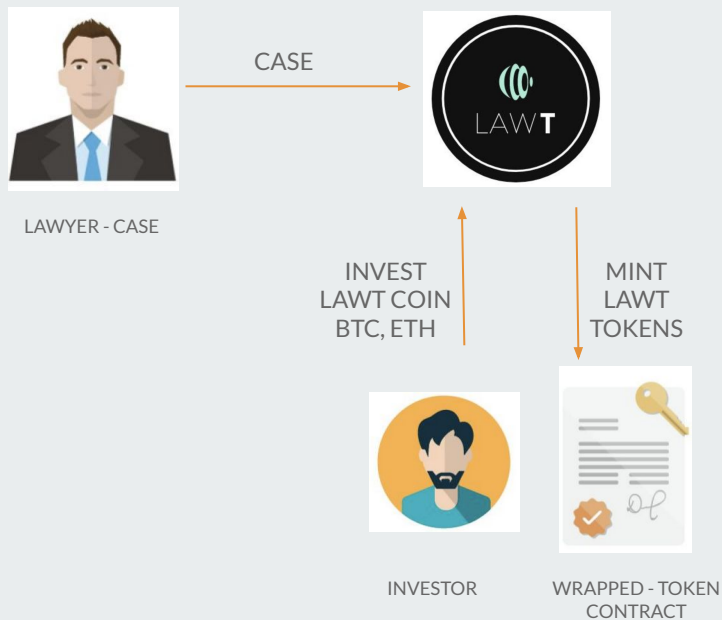 CASE
LAWT
LAWYER - CASE
INVEST
LAWT COIN
BTC, ETH
MINT
LAWT
TOKENS
INVESTOR
WRAPPED - TOKEN
CONTRACT